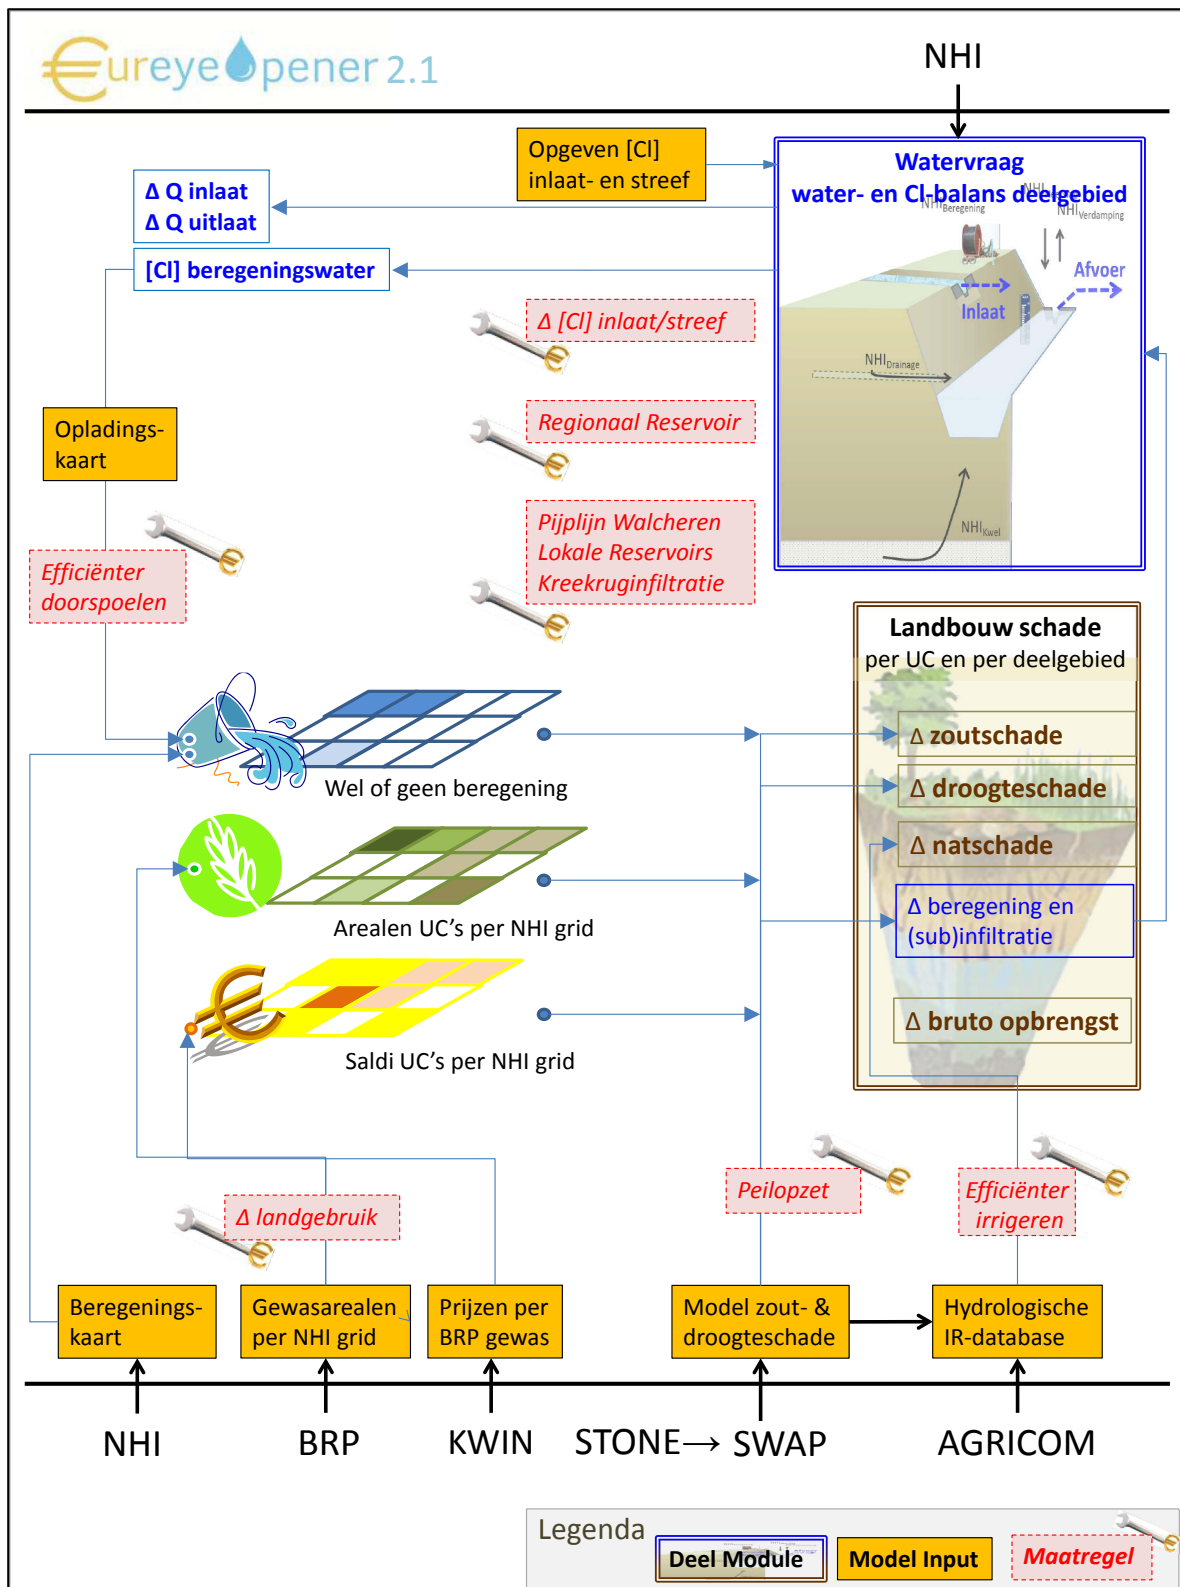 €ureyeopener 2.1
NHI
Opgeven [Cl]
inlaat- en streef
Watervraag
water- en Cl-balans deelgebied
Δ Q inlaat
Δ Q uitlaat
[Cl] beregeningswater
NHI Beregening
NHI Verdamping
Afvoer
Inlaat
NHI Drainage
NHI Kwel
Δ [Cl] inlaat/streef
Regionaal Reservoir
Pijplijn Walcheren
Lokale Reservoirs
Kreekruginfiltratie
Opladings-
kaart
Efficiënter
doorspoelen
Landbouw schade
per UC en per deelgebied
Δ zoutschade
Δ droogteschade
Δ natschade
Δ beregening en
(sub)infiltratie
Δ bruto opbrengst
Wel of geen beregening
Arealen UC's per NHI grid
Saldi UC's per NHI grid
Δ landgebruik
Peilopzet
Efficiënter
irrigeren
Beregenings-
kaart
Gewasarealen
per NHI grid
Prijzen per
BRP gewas
Model zout- &
droogteschade
Hydrologische
IR-database
NHI
BRP
KWIN
STONE→ SWAP
AGRICOM
Legenda
Deel Module
Model Input
Maatregel